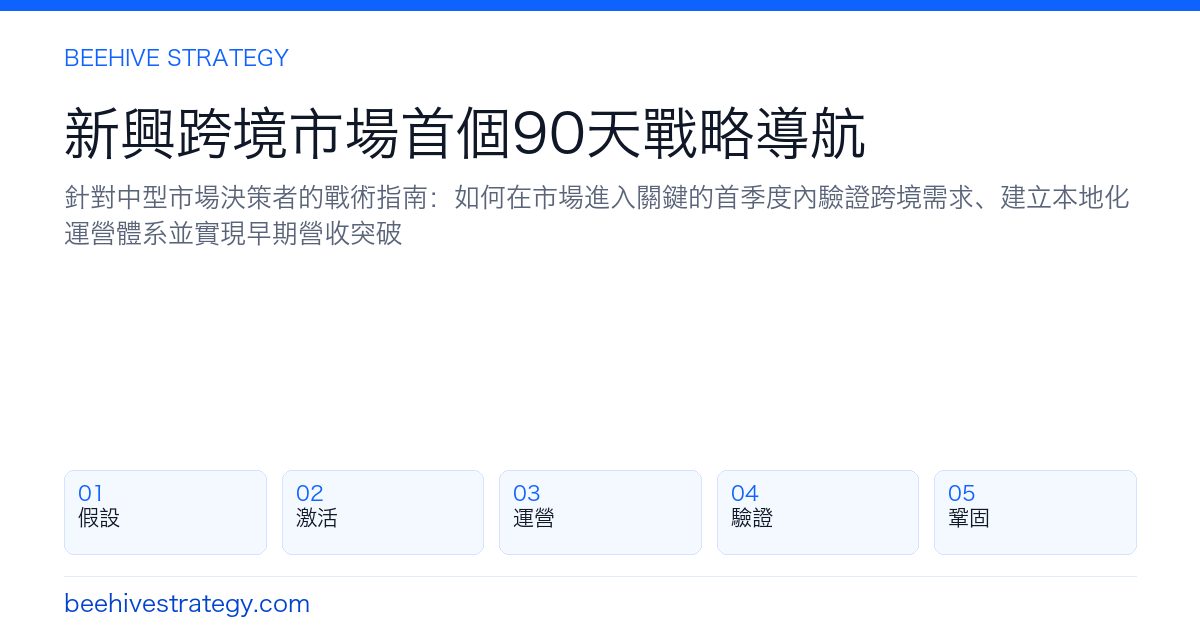 BEEHIVE STRATEGY
新興跨境市場首個90天戰略導航
針對中型市場決策者的戰術指南：如何在市場進入關鍵的首季度內驗證跨境需求、建立本地化
運營體系並實現早期營收突破
01
假設
02
激活
03
運營
04
驗證
05
鞏固
beehivestrategy.com